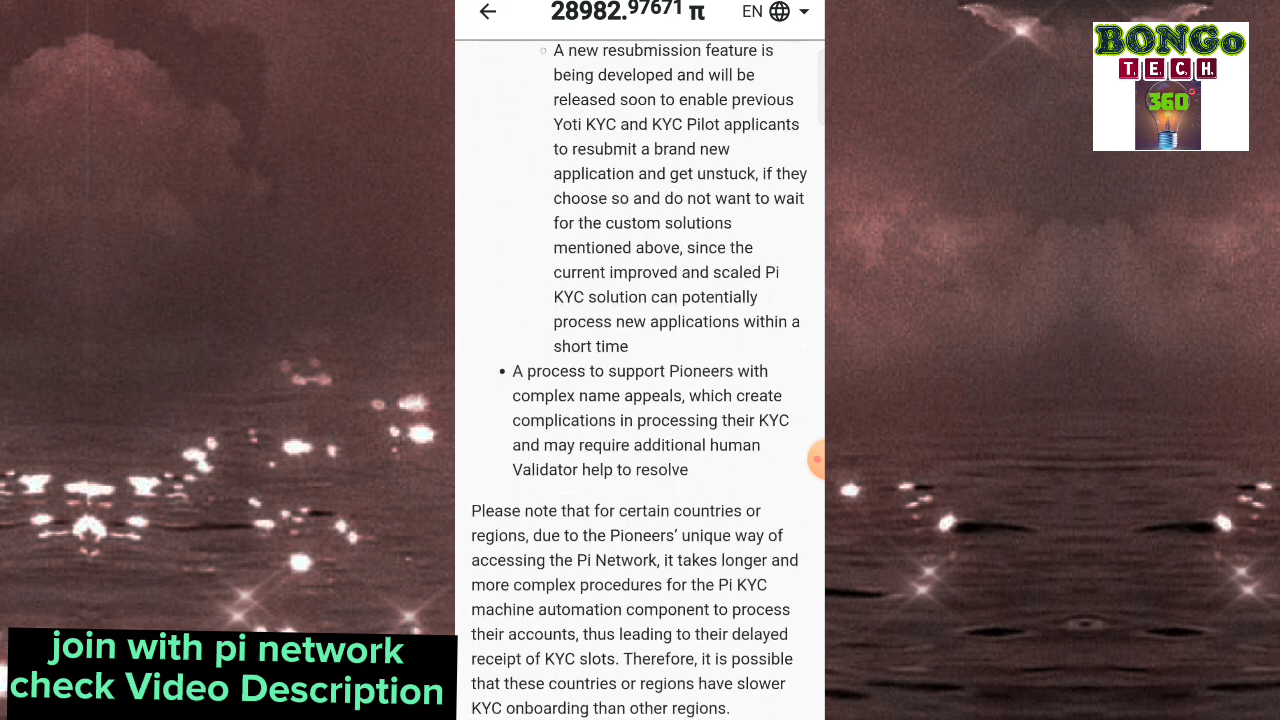 28982.97671 π
EN
A new resubmission feature is
being developed and will be
released soon to enable previous
Yoti KYC and KYC Pilot applicants
to resubmit a brand new
application and get unstuck, if they
choose so and do not want to wait
for the custom solutions
mentioned above, since the
current improved and scaled Pi
KYC solution can potentially
process new applications within a
short time
A process to support Pioneers with
complex name appeals, which create
complications in processing their KYC
and may require additional human
Validator help to resolve
Please note that for certain countries or
regions, due to the Pioneers’ unique way of
accessing the Pi Network, it takes longer and
more complex procedures for the Pi KYC
machine automation component to process
their accounts, thus leading to their delayed
receipt of KYC slots. Therefore, it is possible
that these countries or regions have slower
KYC onboarding than other regions.
BONGo
TECH
360°
join with pi network
check Video Description